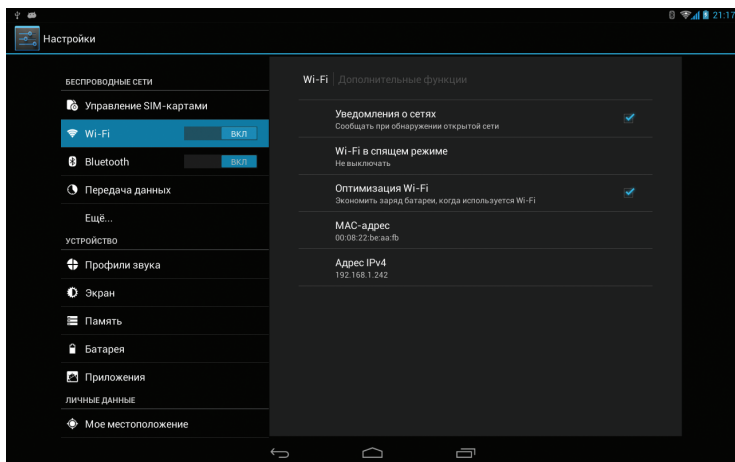 21:17
Настройки
БЕСПРОВОДНЫЕ СЕТИ
Управление SIM-картами
Wi-Fi ВКЛ
Bluetooth ВКЛ
Передача данных
Ещё...
УСТРОЙСТВО
Профили звука
Экран
Память
Батарея
Приложения
ЛИЧНЫЕ ДАННЫЕ
Мое местоположение
Wi-Fi Дополнительные функции
Уведомления о сетях
Сообщать при обнаружении открытой сети
Wi-Fi в спящем режиме
Не выключать
Оптимизация Wi-Fi
Экономить заряд батареи, когда используется Wi-Fi
MAC-адрес
00:08:22:be:aa:fb
Адрес IPv4
192.168.1.242